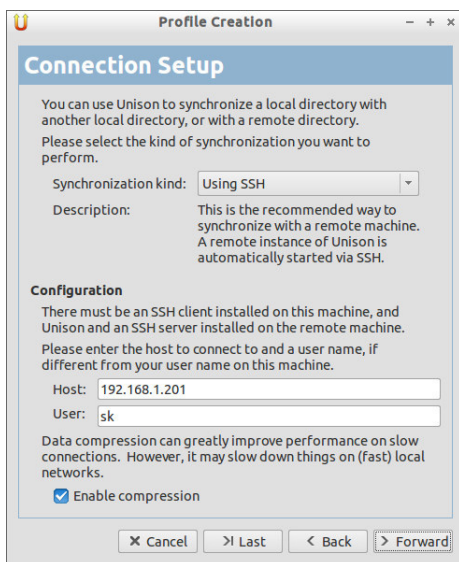 Profile Creation
Connection Setup
You can use Unison to synchronize a local directory with
another local directory, or with a remote directory.
Please select the kind of synchronization you want to
perform.
Synchronization kind: Using SSH
Description: This is the recommended way to
synchronize with a remote machine.
A remote instance of Unison is
automatically started via SSH.
Configuration
There must be an SSH client installed on this machine, and
Unison and an SSH server installed on the remote machine.
Please enter the host to connect to and a user name, if
different from your user name on this machine.
Host: 192.168.1.201
User: sk
Data compression can greatly improve performance on slow
connections. However, it may slow down things on (fast) local
networks.
Enable compression
Cancel Last Back Forward